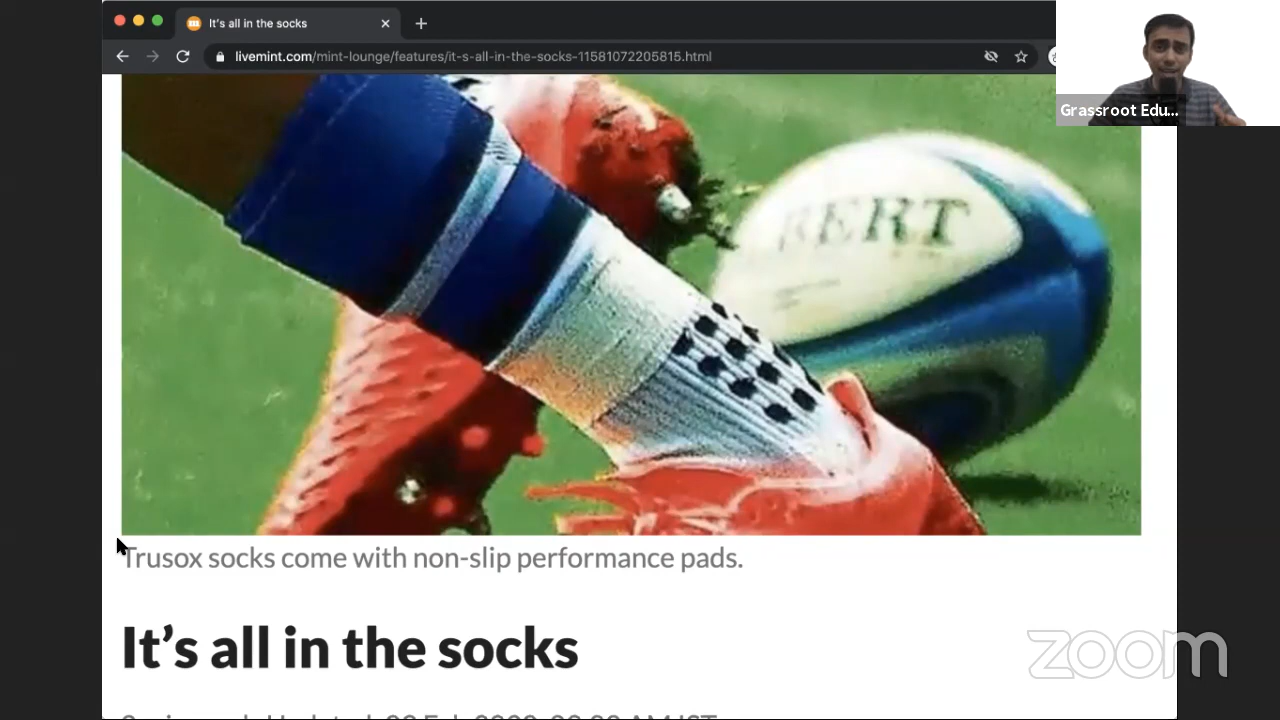 It's all in the socks
livemint.com/mint-lounge/features/it-s-all-in-the-socks-11581072205815.html
Grassroot Edu...
BERT
Trusox socks come with non-slip performance pads.
It’s all in the socks
zoom